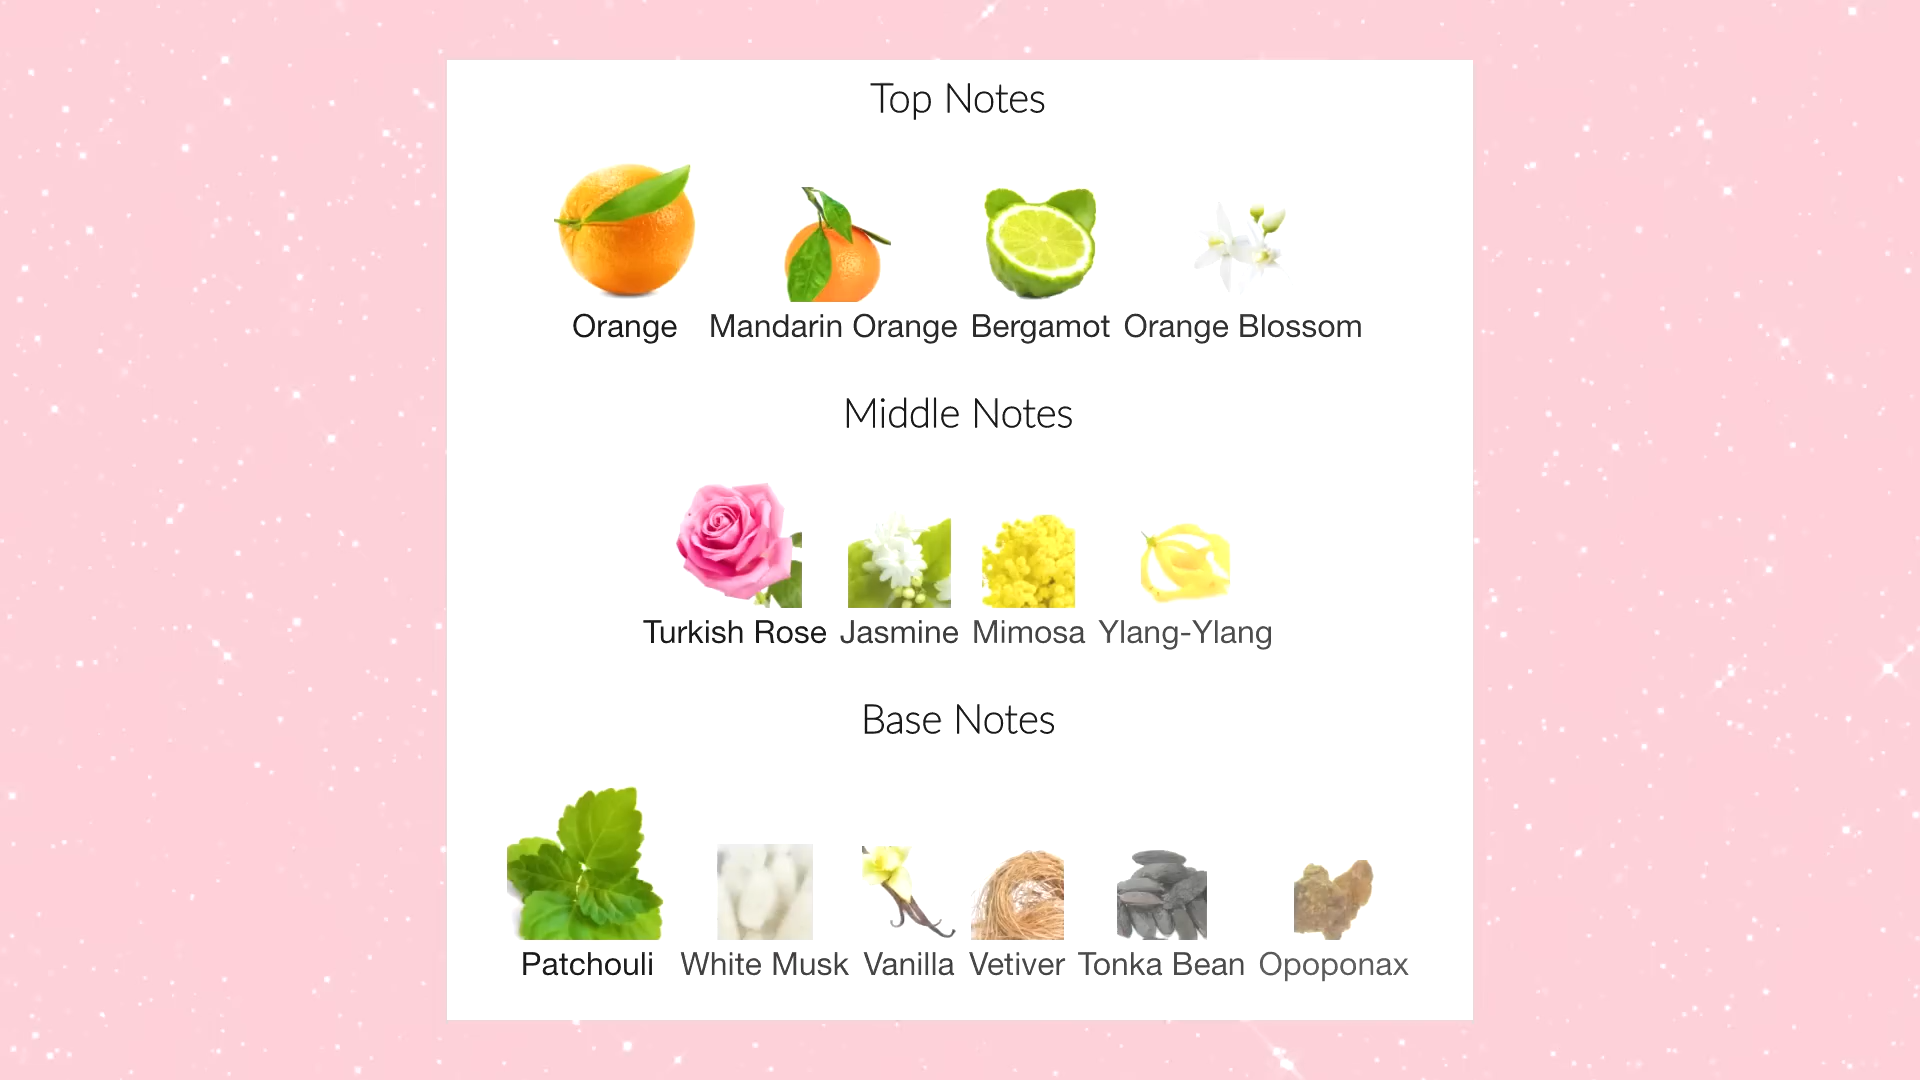 Top Notes
Orange Mandarin Orange Bergamot Orange Blossom
Middle Notes
Turkish Rose Jasmine Mimosa Ylang-Ylang
Base Notes
Patchouli White Musk Vanilla Vetiver Tonka Bean Opoponax